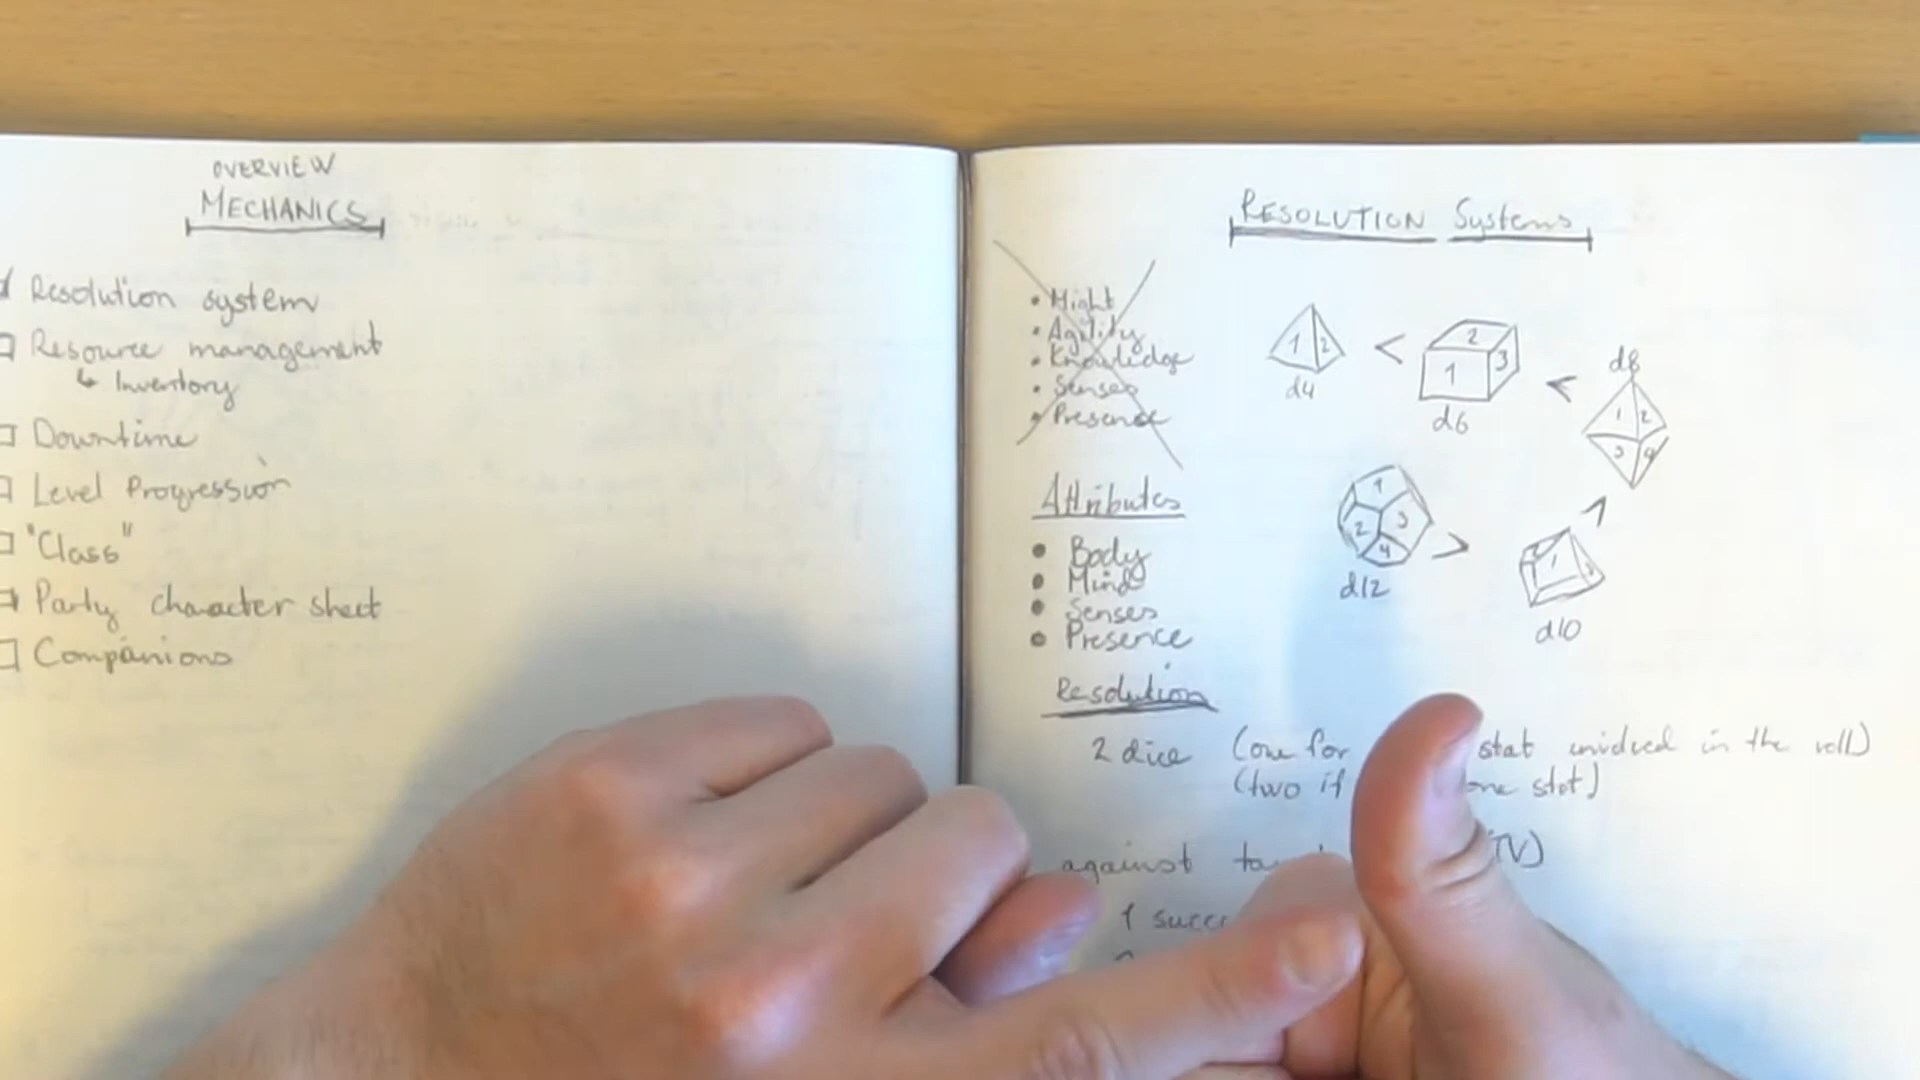 OVERVIEW
MECHANICS
Resolution system
Resource management
↳ Inventory
Downtime
Level Progression
"Class"
Party character sheet
Companions
RESOLUTION Systems
• Might
• Agility
• Knowledge
• Senses
• Presence
1 2
d4
<
2
1 3
d6
<
d8
1 2
3 4
Attributes
• Body
• Mind
• Senses
• Presence
1
2 3
4
d12
>
1
d10
>
Resolution
2 dice (one for stat involved in the roll)
(two if one stat)
against TV)
1